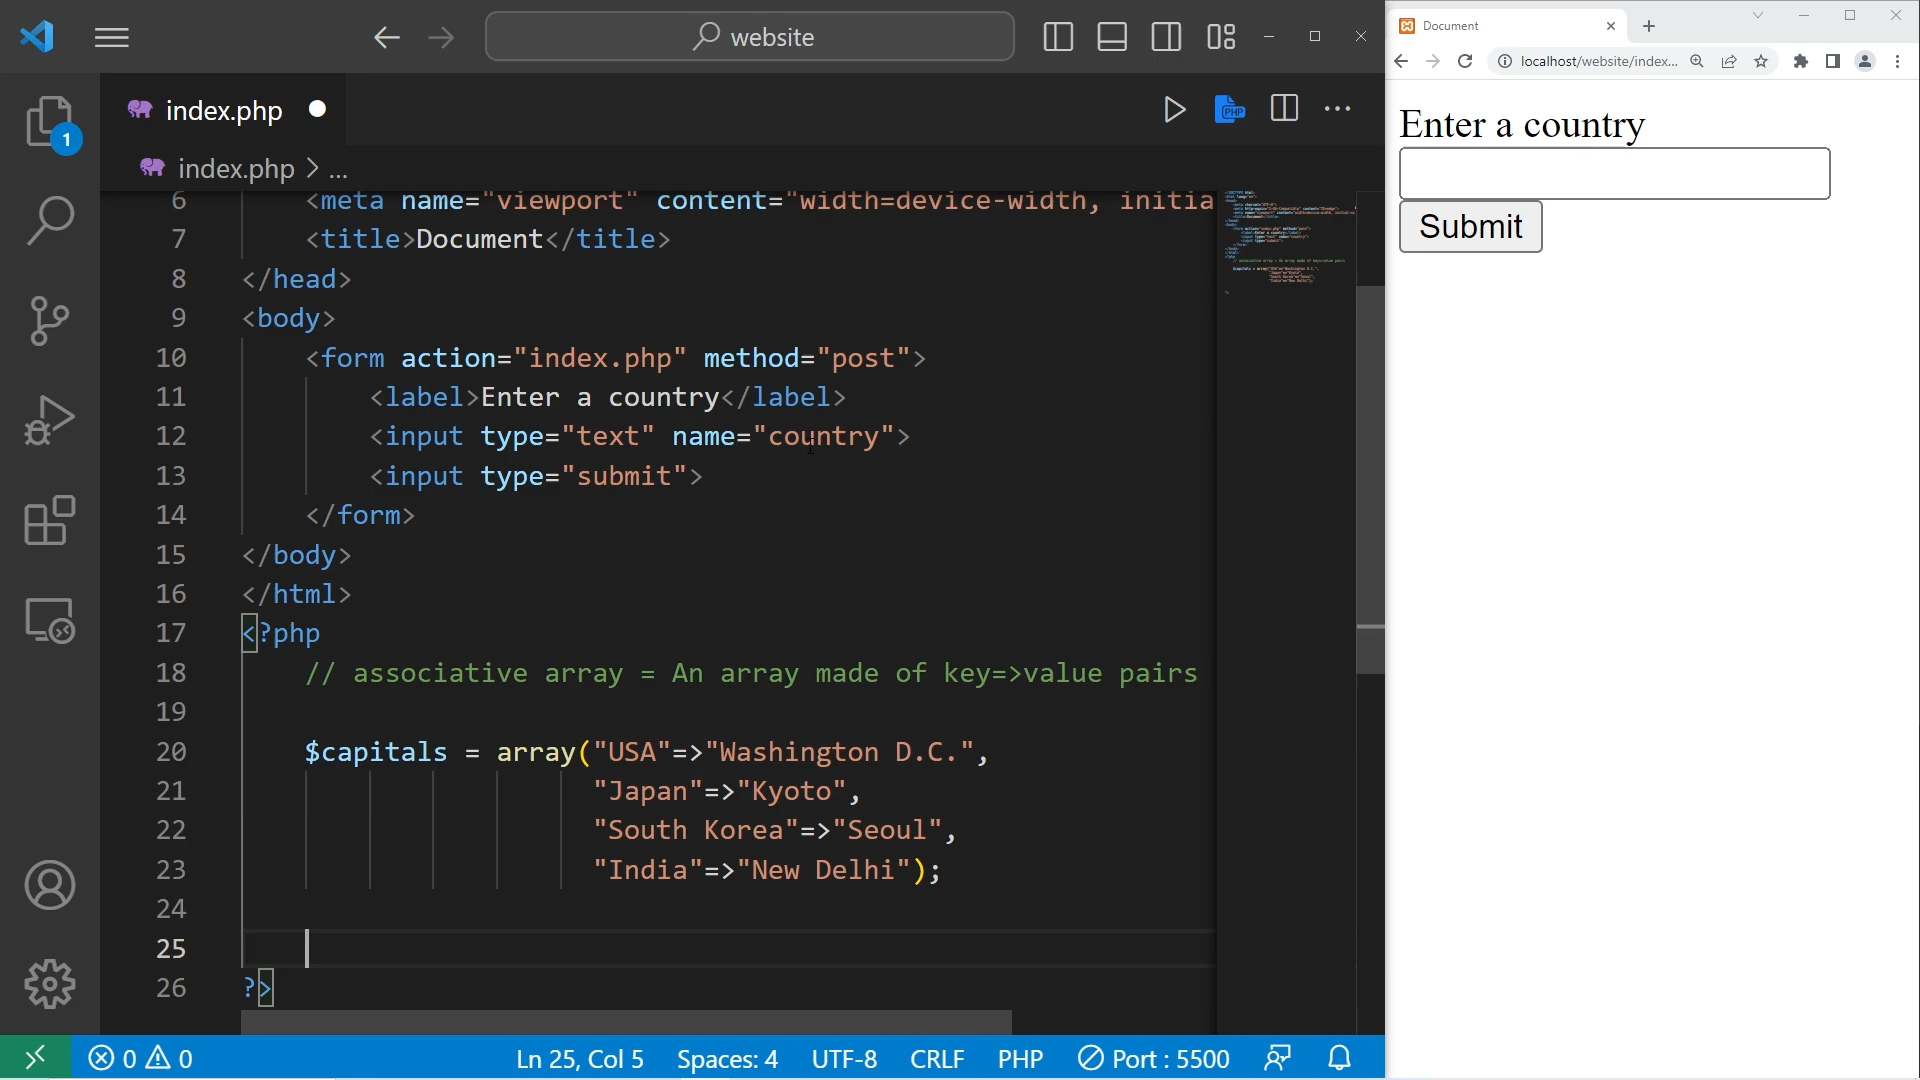 website
index.php
index.php > ...
1
6 <meta name="viewport" content="width=device-width, initia
7 <title>Document</title>
8 </head>
9 <body>
10 <form action="index.php" method="post">
11 <label>Enter a country</label>
12 <input type="text" name="country">
13 <input type="submit">
14 </form>
15 </body>
16 </html>
17 <?php
18 // associative array = An array made of key=>value pairs
19
20 $capitals = array("USA"=>"Washington D.C.",
21 "Japan"=>"Kyoto",
22 "South Korea"=>"Seoul",
23 "India"=>"New Delhi");
24
25
26 ?>
0 0 Ln 25, Col 5 Spaces: 4 UTF-8 CRLF PHP Port : 5500
Document
localhost/website/index...
Enter a country
Submit